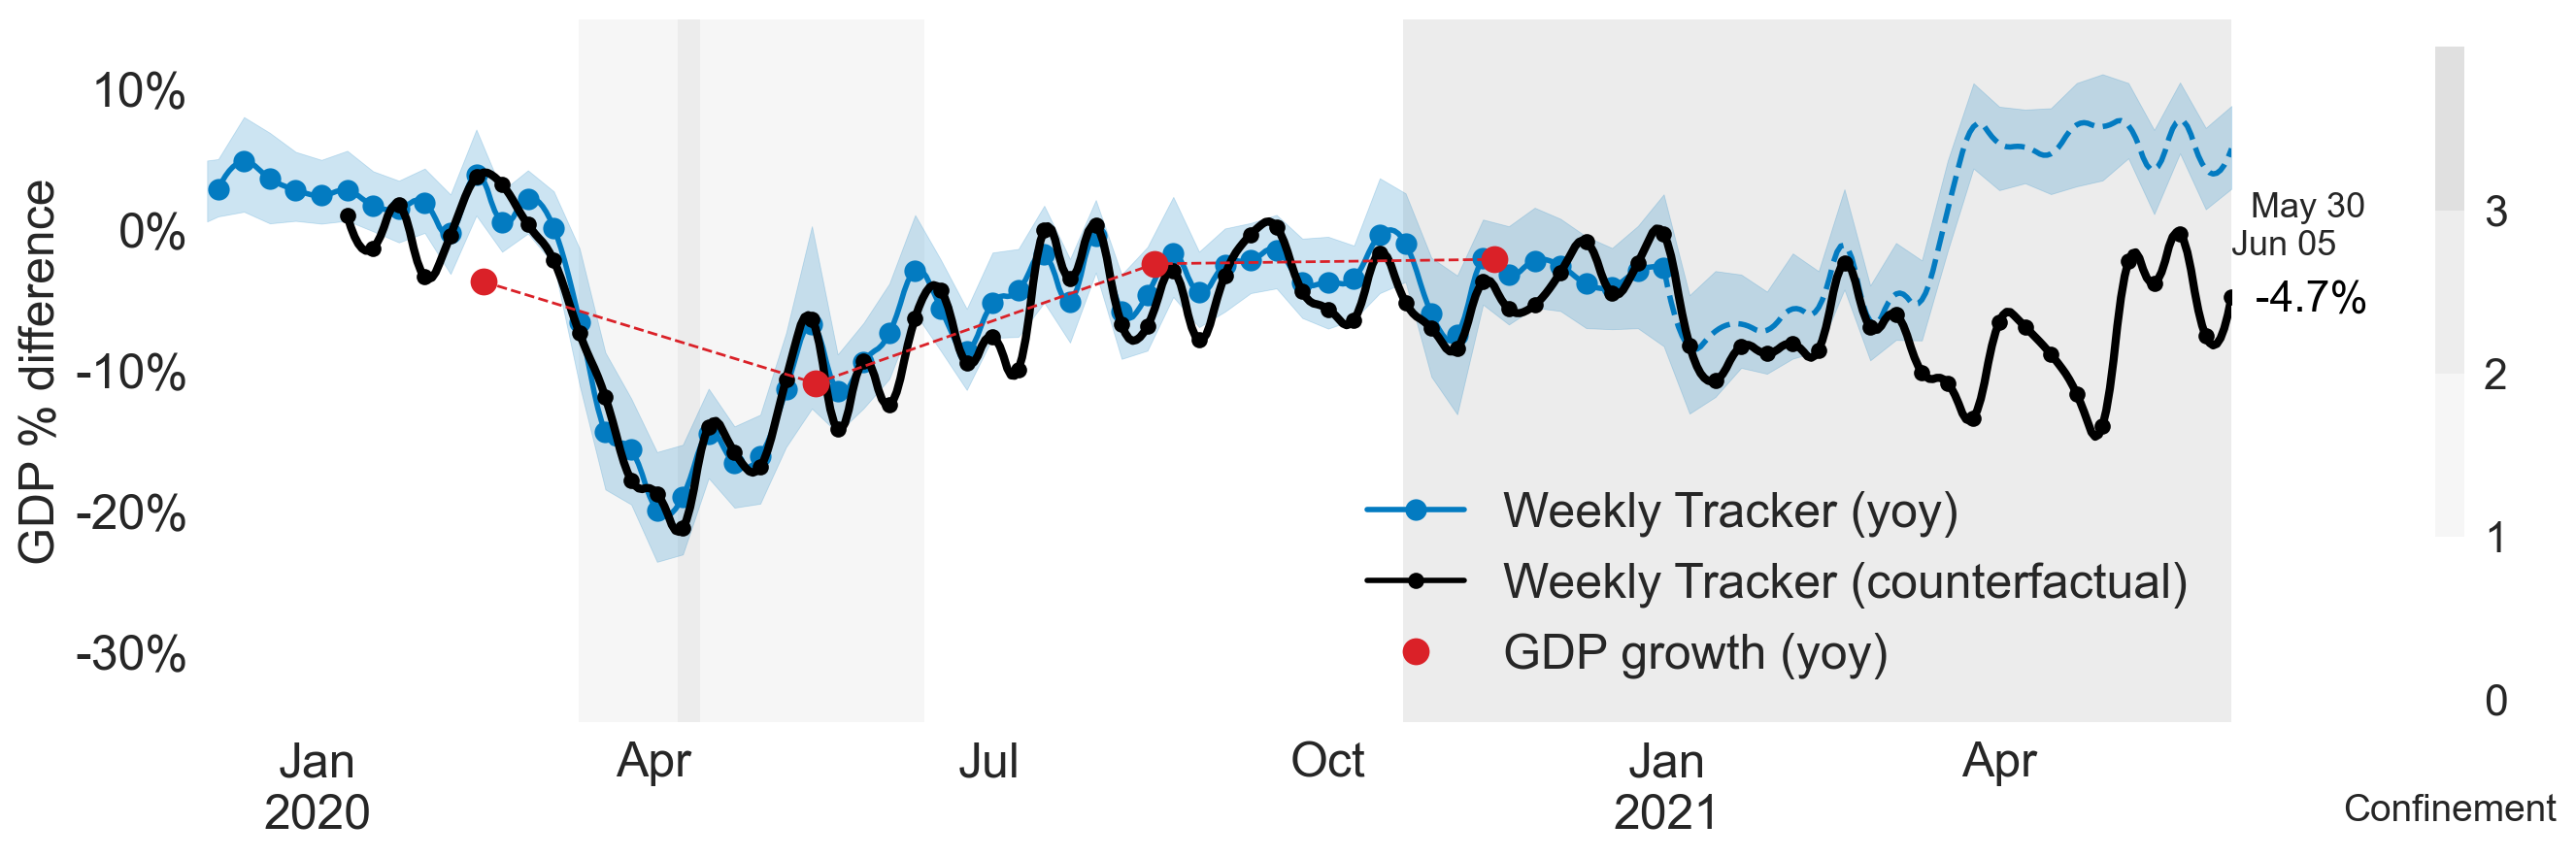 GDP % difference
10%
0%
-10%
-20%
-30%
Jan
2020
Apr
Jul
Oct
Jan
2021
Apr
Weekly Tracker (yoy)
Weekly Tracker (counterfactual)
GDP growth (yoy)
May 30
Jun 05
-4.7%
3
2
1
0
Confinement